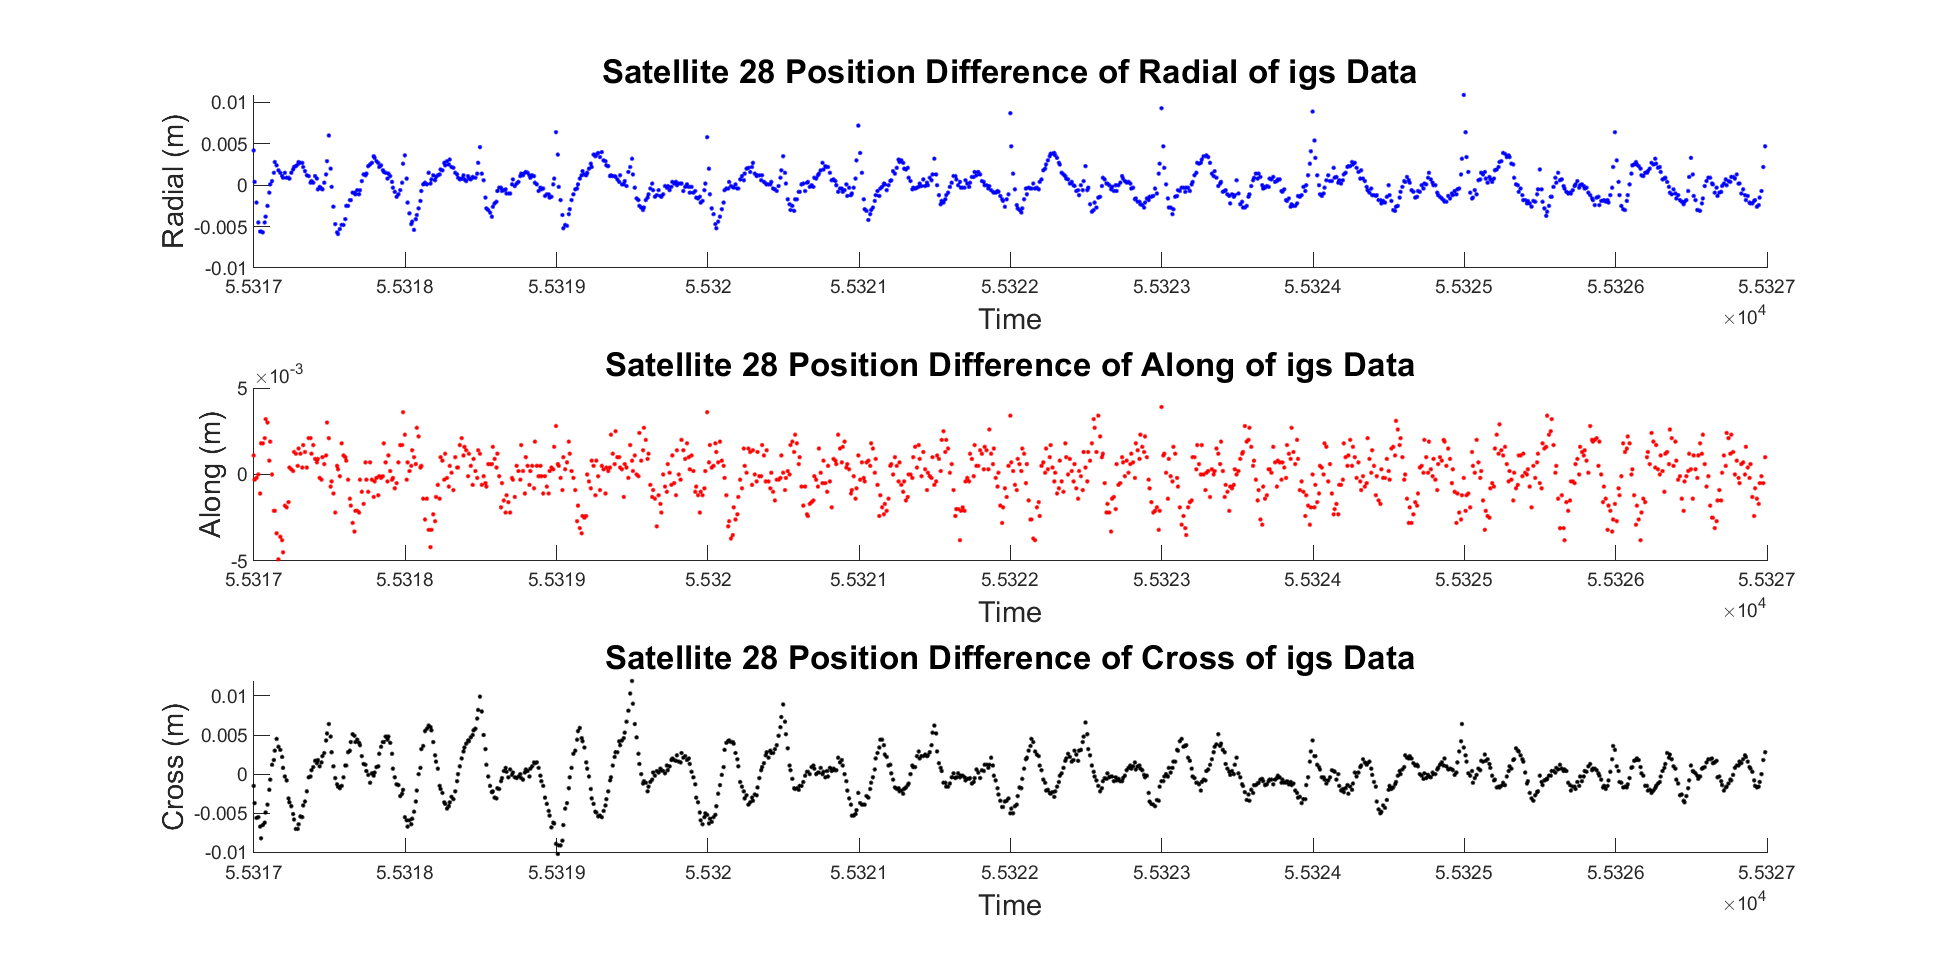 Satellite 28 Position Difference of Radial of igs Data
Radial (m)
0.01
0.005
0
-0.005
-0.01
5.5317 5.5318 5.5319 5.532 5.5321 5.5322 5.5323 5.5324 5.5325 5.5326 5.5327
Time
×10^4
Satellite 28 Position Difference of Along of igs Data
×10^-3
Along (m)
5
0
-5
5.5317 5.5318 5.5319 5.532 5.5321 5.5322 5.5323 5.5324 5.5325 5.5326 5.5327
Time
×10^4
Satellite 28 Position Difference of Cross of igs Data
Cross (m)
0.01
0.005
0
-0.005
-0.01
5.5317 5.5318 5.5319 5.532 5.5321 5.5322 5.5323 5.5324 5.5325 5.5326 5.5327
Time
×10^4